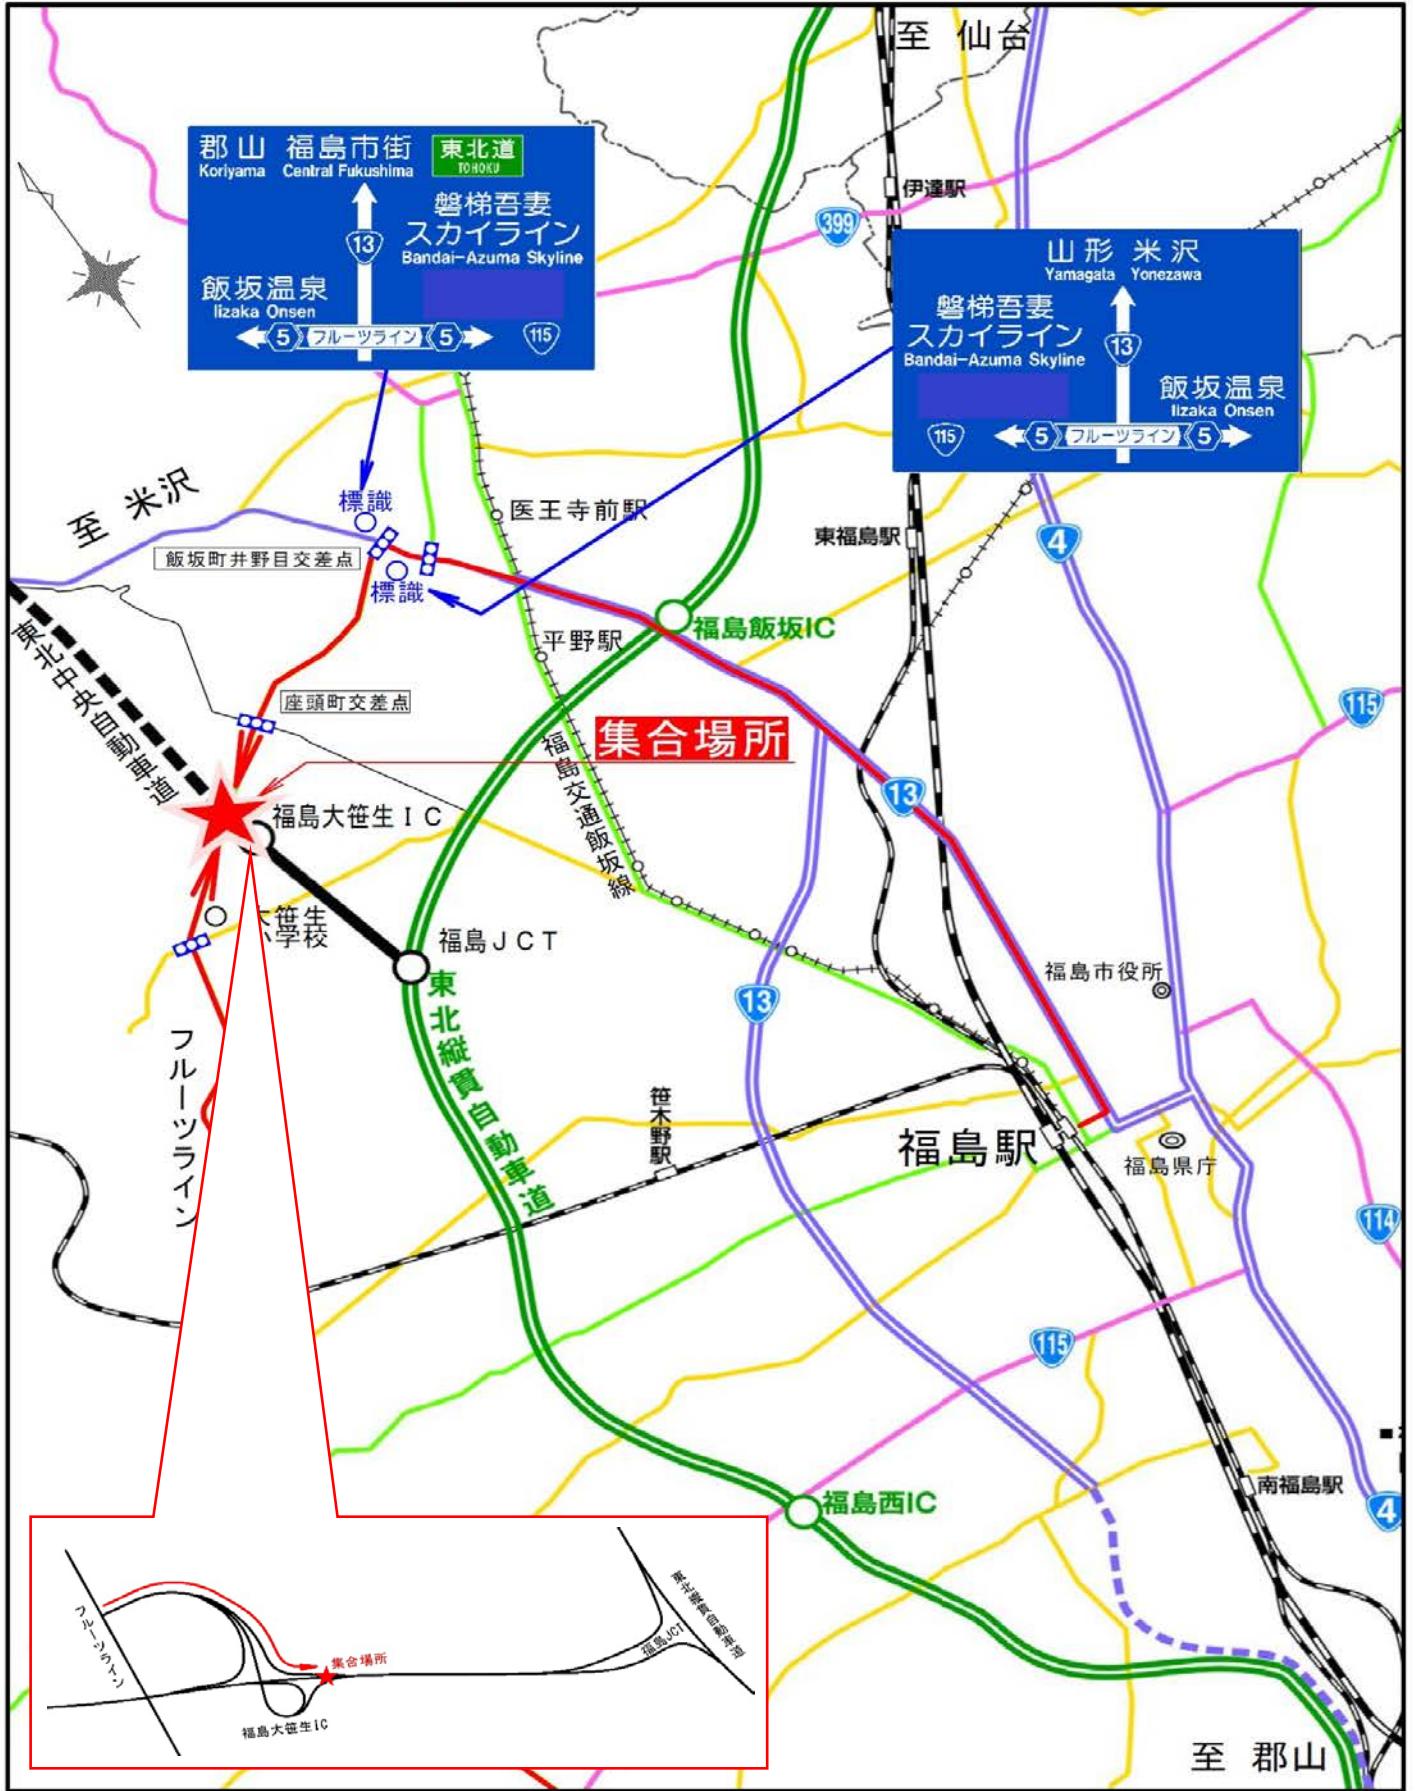 至 仙台
郡山 福島市街 東北道
Koriyama Central Fukushima TOHOKU
13
磐梯吾妻
スカイライン
Bandai-Azuma Skyline
飯坂温泉
Iizaka Onsen
5 フルーツライン 5 115
伊達駅
399
山形 米沢
Yamagata Yonezawa
磐梯吾妻
スカイライン
Bandai-Azuma Skyline
13
飯坂温泉
Iizaka Onsen
115 5 フルーツライン 5
至 米沢
標識
医王寺前駅
東福島駅
4
飯坂町井野目交差点
標識
福島飯坂IC
平野駅
東北中央自動車道
座頭町交差点
115
集合場所
福島交通飯坂線
13
福島大笹生IC
笹生
学校
福島JCT
福島市役所
13
東北縦貫自動車道
フルーツライン
笹木野駅
福島駅
福島県庁
114
115
南福島駅
福島西IC
4
フルーツライン
集合場所
福島大笹生IC
福島JCT
東北縦貫自動車道
至 郡山